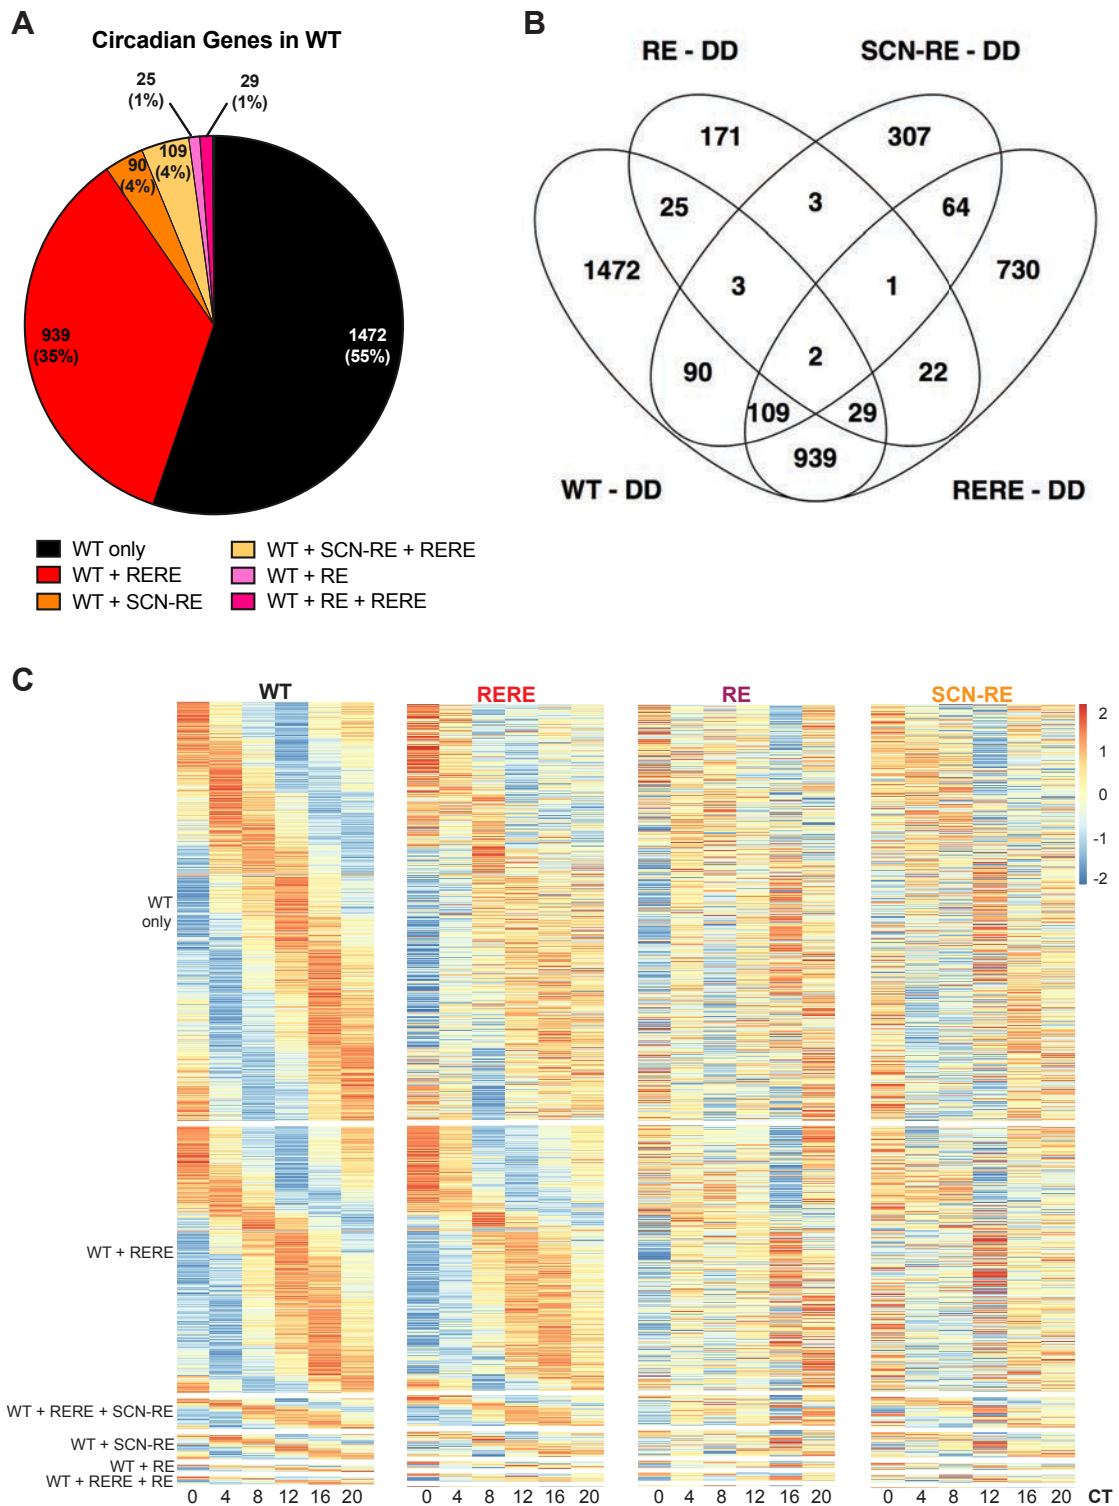 A
Circadian Genes in WT
25
(1%)
29
(1%)
109
(4%)
90
(4%)
939
(35%)
1472
(55%)
WT only
WT + RERE
WT + SCN-RE
WT + SCN-RE + RERE
WT + RE
WT + RE + RERE
B
RE - DD
SCN-RE - DD
171
307
25
3
64
1472
3
1
730
90
2
22
109
29
939
WT - DD
RERE - DD
C
WT
RERE
RE
SCN-RE
2
1
0
-1
-2
WT
only
WT + RERE
WT + RERE + SCN-RE
WT + SCN-RE
WT + RE
WT + RERE + RE
0 4 8 12 16 20
0 4 8 12 16 20
0 4 8 12 16 20
0 4 8 12 16 20
CT